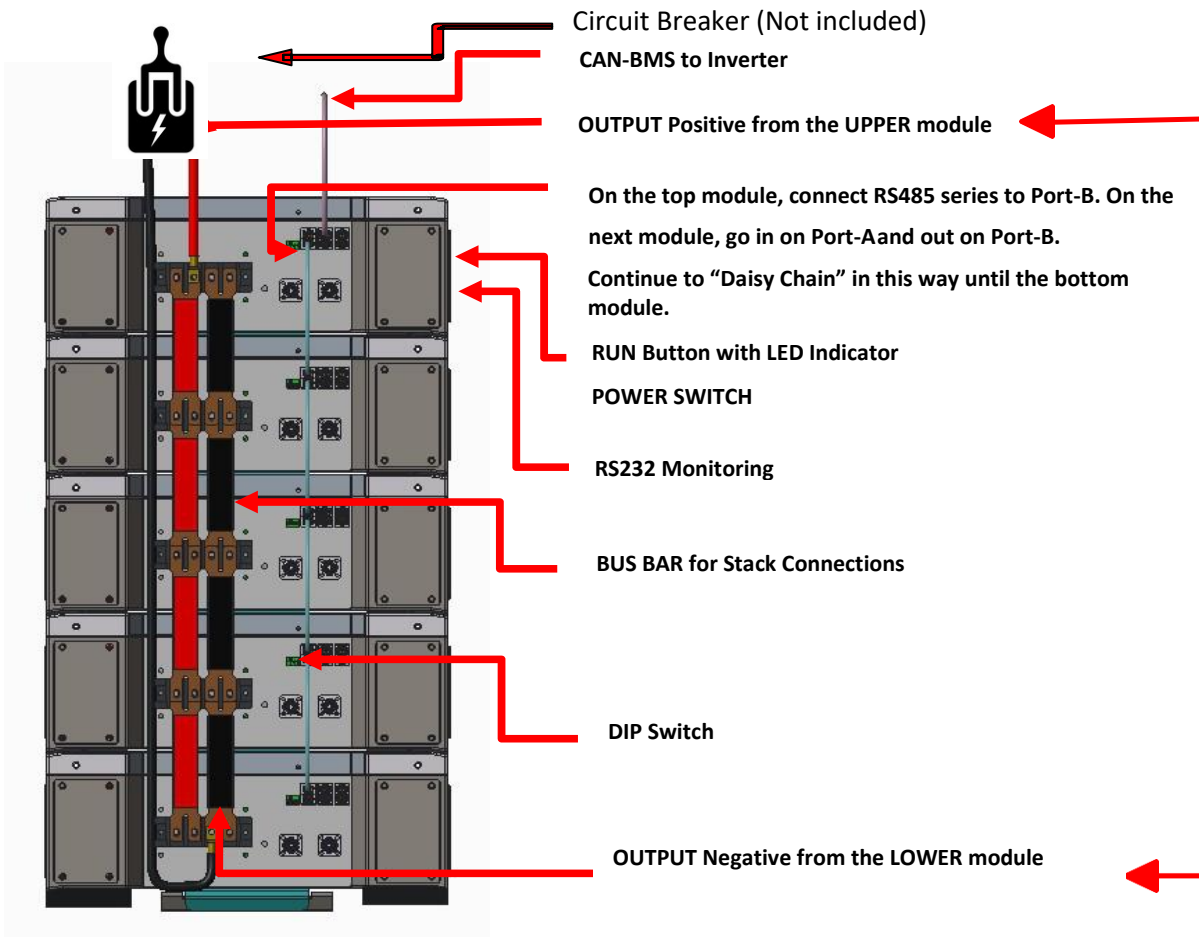 Circuit Breaker (Not included)
CAN-BMS to Inverter
OUTPUT Positive from the UPPER module
On the top module, connect RS485 series to Port-B. On the
next module, go in on Port-Aand out on Port-B.
Continue to “Daisy Chain” in this way until the bottom
module.
RUN Button with LED Indicator
POWER SWITCH
RS232 Monitoring
BUS BAR for Stack Connections
DIP Switch
OUTPUT Negative from the LOWER module